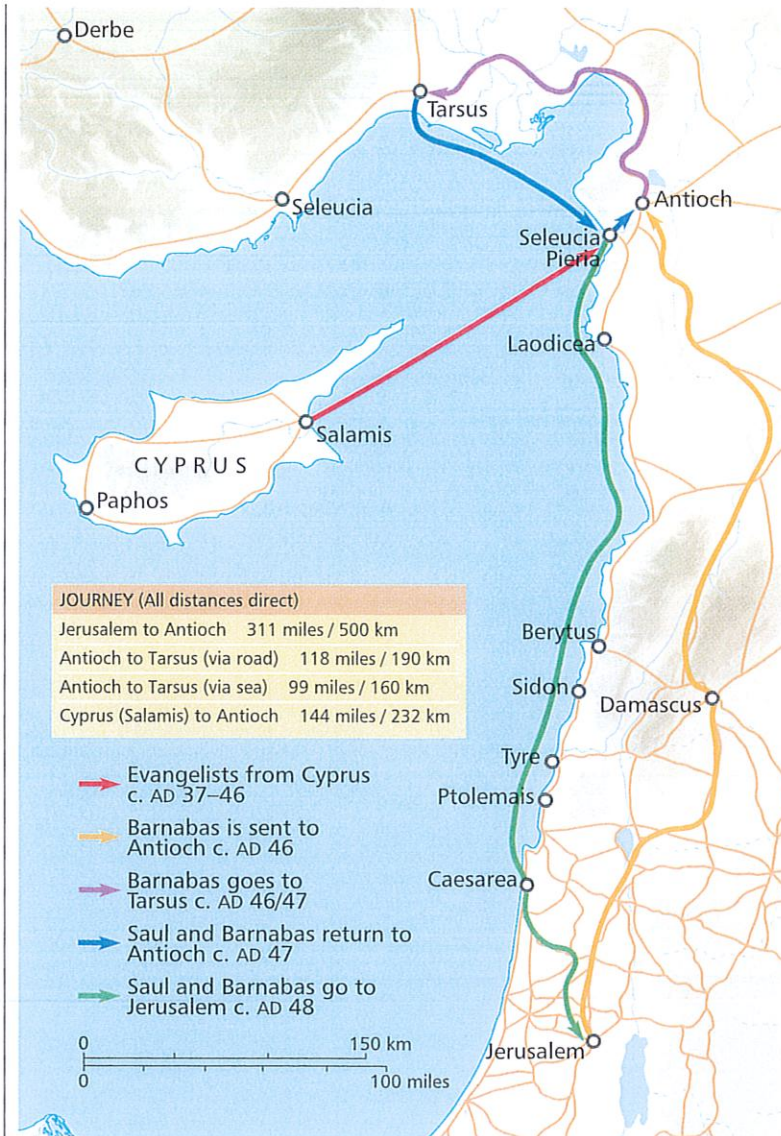 Derbe
Tarsus
Seleucia
Antioch
Seleucia
Pieria
Laodicea
Salamis
CYPRUS
Paphos
JOURNEY (All distances direct)
Jerusalem to Antioch 311 miles / 500 km
Antioch to Tarsus (via road) 118 miles / 190 km
Antioch to Tarsus (via sea) 99 miles / 160 km
Cyprus (Salamis) to Antioch 144 miles / 232 km
Berytus
Sidon
Damascus
Tyre
Ptolemais
Caesarea
Jerusalem
Evangelists from Cyprus
c. AD 37–46
Barnabas is sent to
Antioch c. AD 46
Barnabas goes to
Tarsus c. AD 46/47
Saul and Barnabas return to
Antioch c. AD 47
Saul and Barnabas go to
Jerusalem c. AD 48
0 150 km
0 100 miles